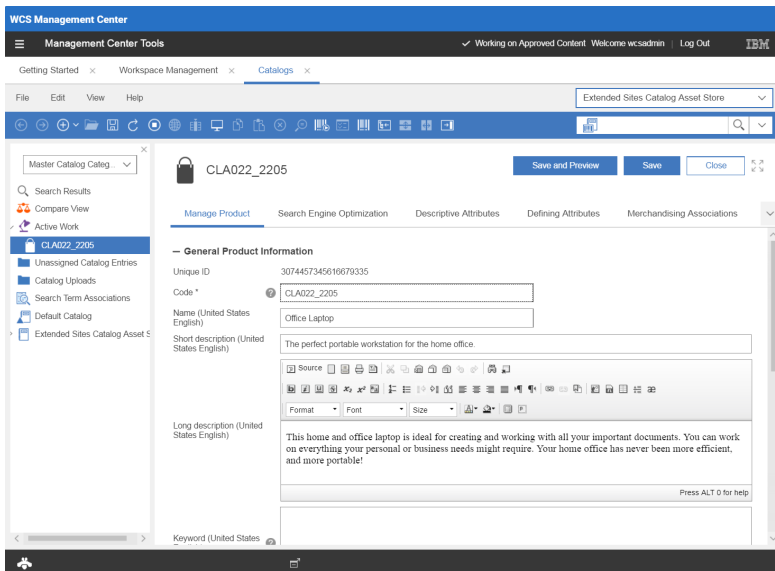 WCS Management Center
Management Center Tools
Working on Approved Content Welcome wcsadmin | Log Out IBM
Getting Started × Workspace Management × Catalogs ×
File Edit View Help
Extended Sites Catalog Asset Store
Master Catalog Categ...
CLA022_2205
Save and Preview Save Close
Search Results
Compare View
Active Work
CLA022_2205
Unassigned Catalog Entries
Catalog Uploads
Search Term Associations
Default Catalog
Extended Sites Catalog Asset S
Manage Product Search Engine Optimization Descriptive Attributes Defining Attributes Merchandising Associations
General Product Information
Unique ID 3074457345616679335
Code * CLA022_2205
Name (United States
English)
Office Laptop
Short description (United
States English)
The perfect portable workstation for the home office.
Source
Format Font Size
Long description (United
States English)
This home and office laptop is ideal for creating and working with all your important documents. You can work
on everything your personal or business needs might require. Your home office has never been more efficient,
and more portable!
Press ALT 0 for help
Keyword (United States